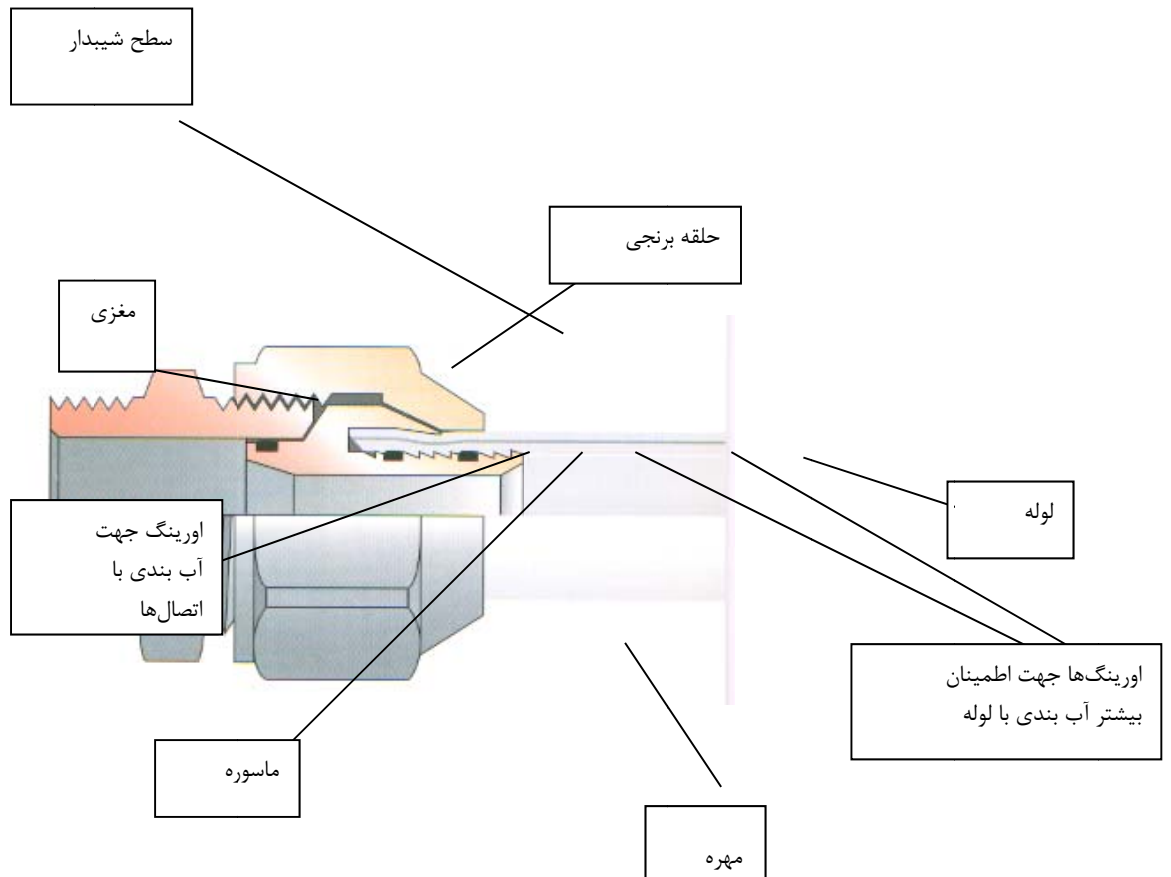 سطح شیبدار
حلقه برنجی
مغزی
لوله
اورینگ جهت
آب بندی با
اتصال‌ها
اورینگ‌ها جهت اطمینان
بیشتر آب بندی با لوله
ماسوره
مهره